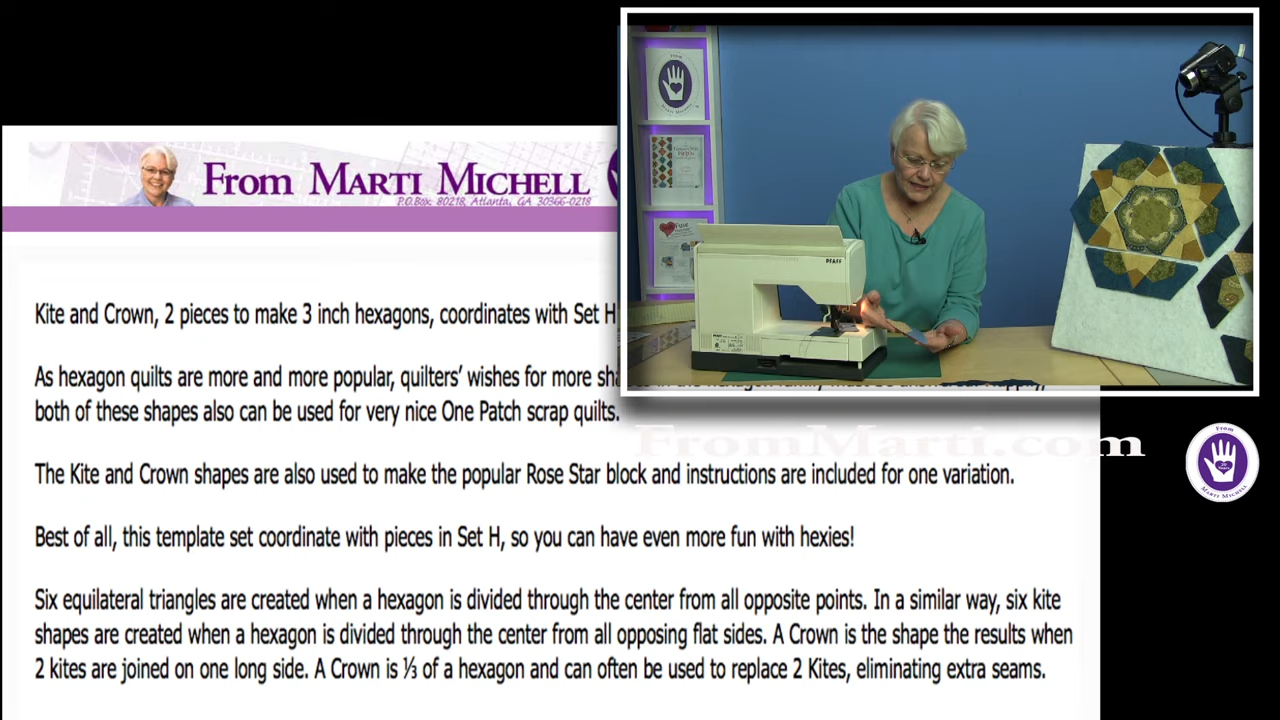 From MARTI MICHELL
P.O.Box: 80218, Atlanta, GA 30366-0218
PFAFF
Kite and Crown, 2 pieces to make 3 inch hexagons, coordinates with Set H
As hexagon quilts are more and more popular, quilters’ wishes for more
both of these shapes also can be used for very nice One Patch scrap quilts.
FromMarti.com
From
MARTI MICHELL
The Kite and Crown shapes are also used to make the popular Rose Star block and instructions are included for one variation.
Best of all, this template set coordinate with pieces in Set H, so you can have even more fun with hexies!
Six equilateral triangles are created when a hexagon is divided through the center from all opposite points. In a similar way, six kite
shapes are created when a hexagon is divided through the center from all opposing flat sides. A Crown is the shape the results when
2 kites are joined on one long side. A Crown is ⅓ of a hexagon and can often be used to replace 2 Kites, eliminating extra seams.